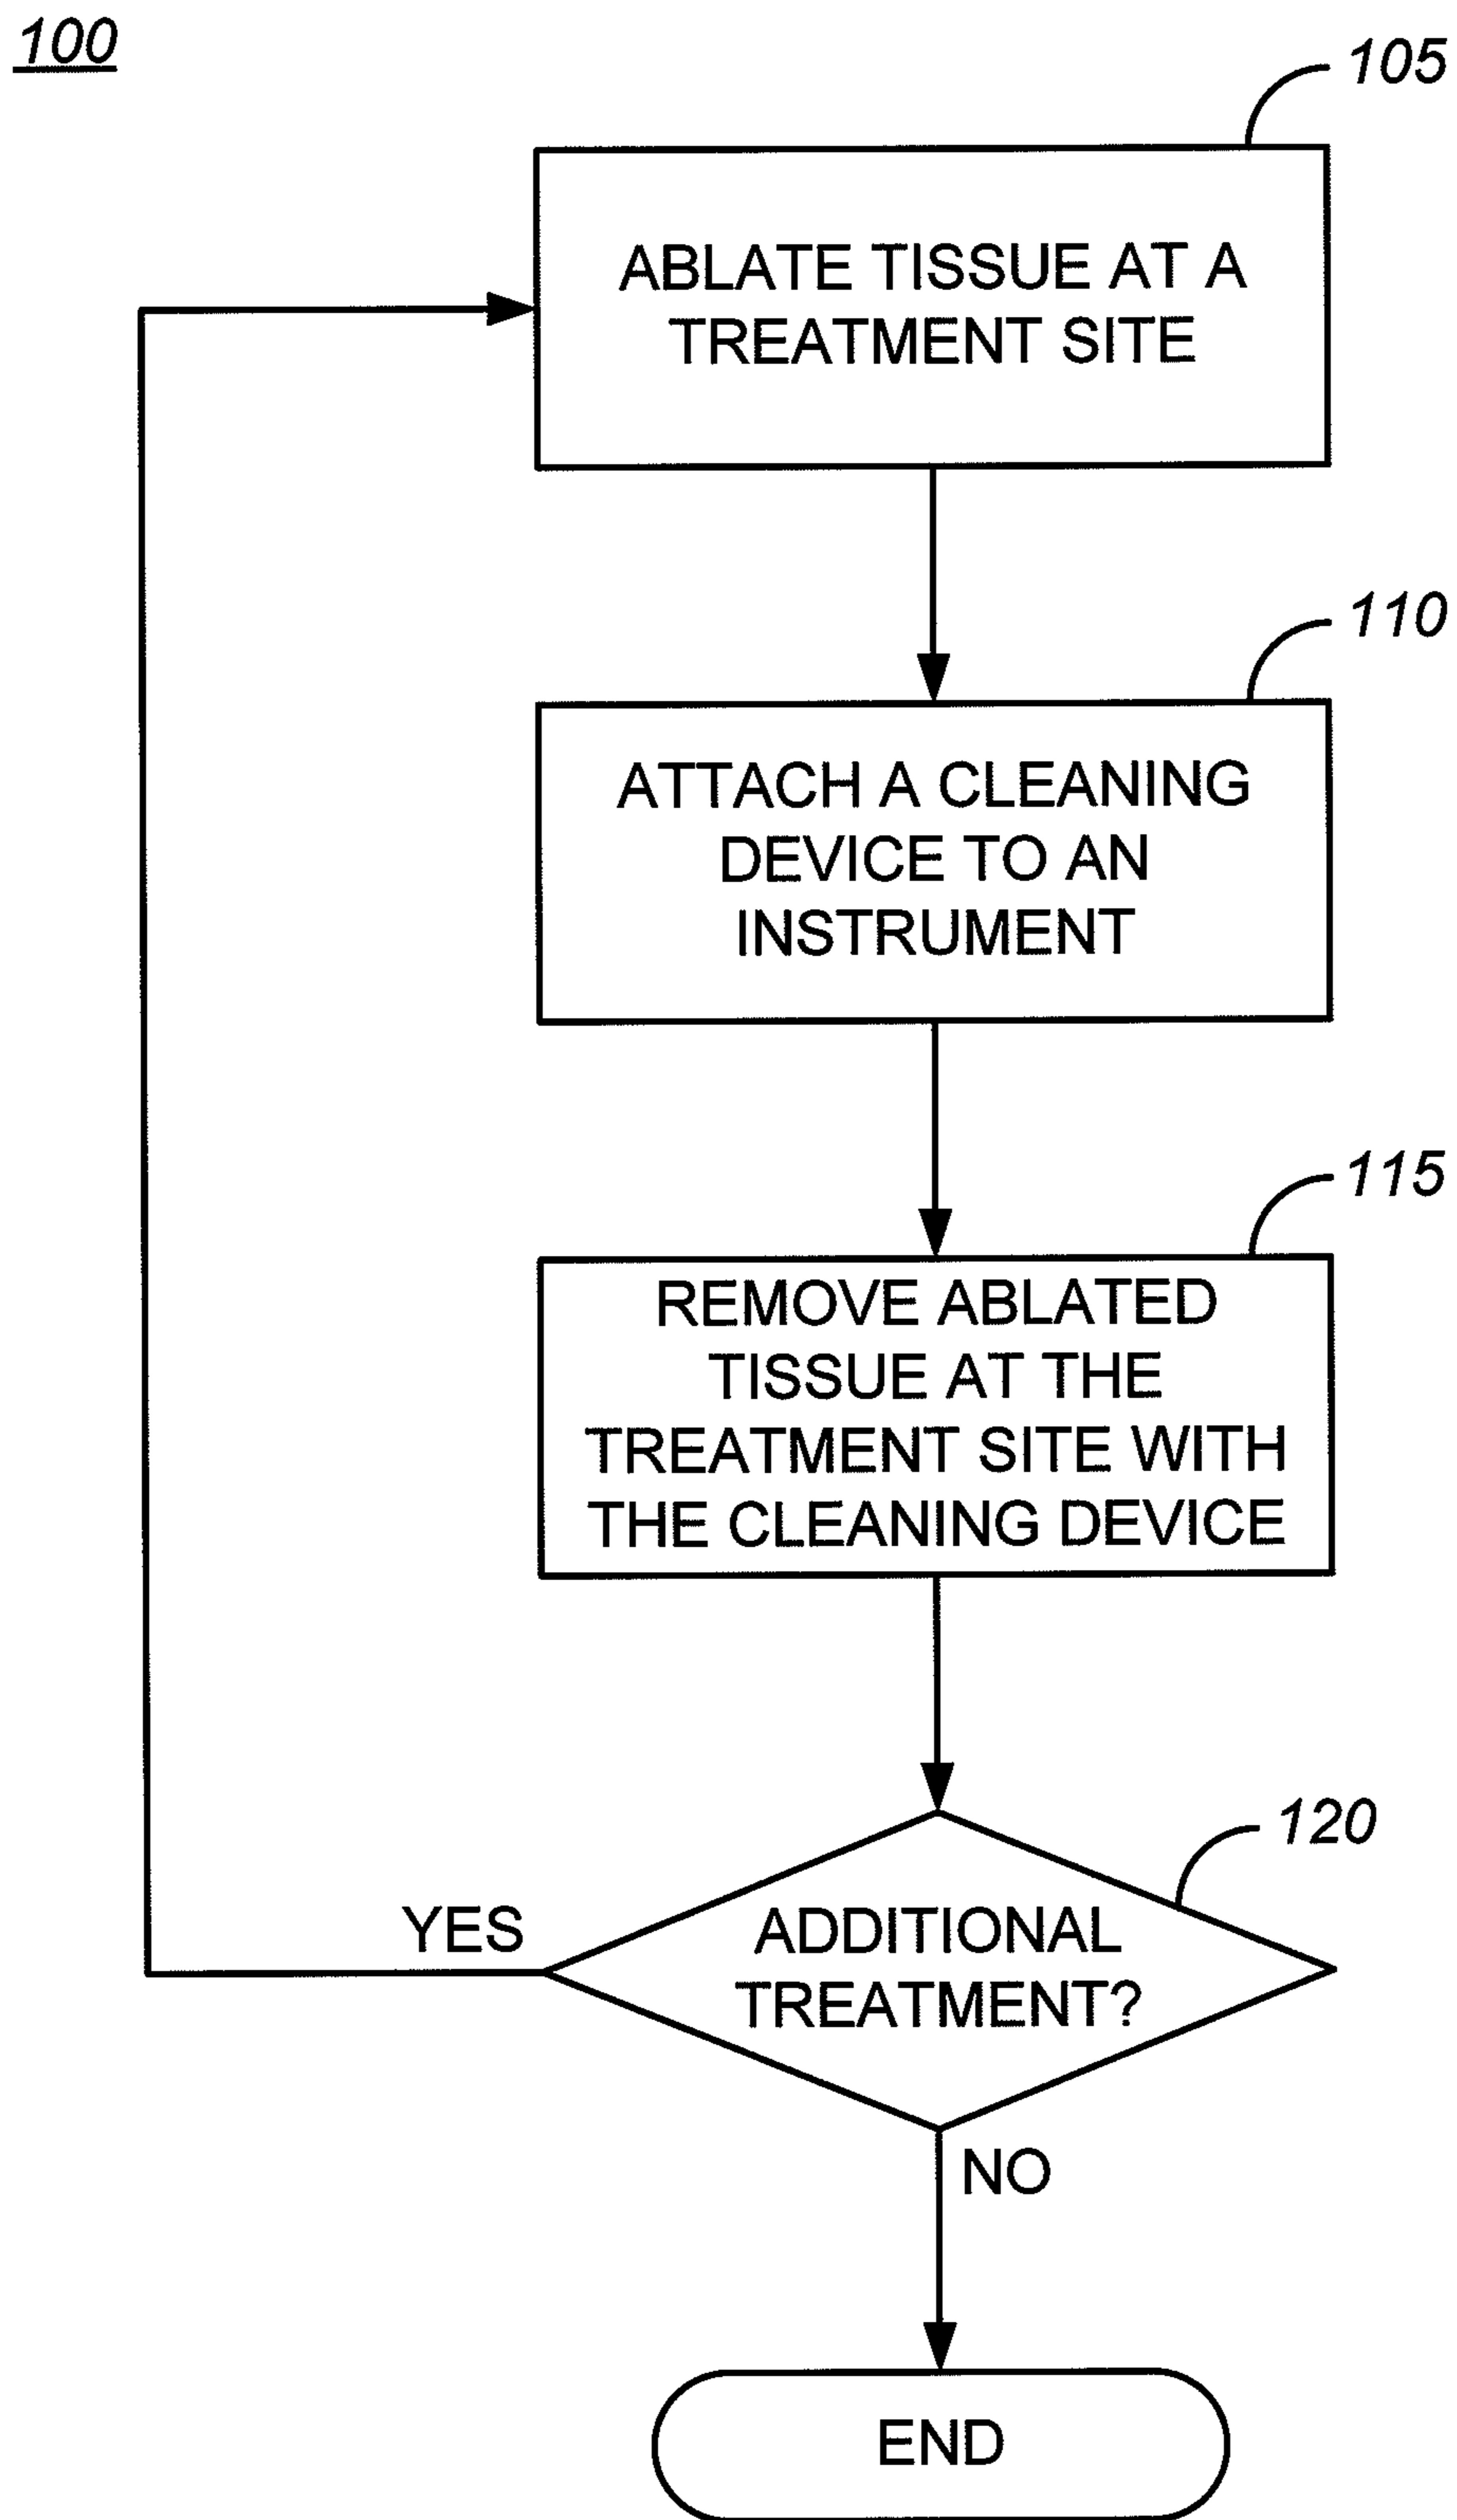 100
105
ABLATE TISSUE AT A
TREATMENT SITE
110
ATTACH A CLEANING
DEVICE TO AN
INSTRUMENT
115
REMOVE ABLATED
TISSUE AT THE
TREATMENT SITE WITH
THE CLEANING DEVICE
120
YES
ADDITIONAL
TREATMENT?
NO
END